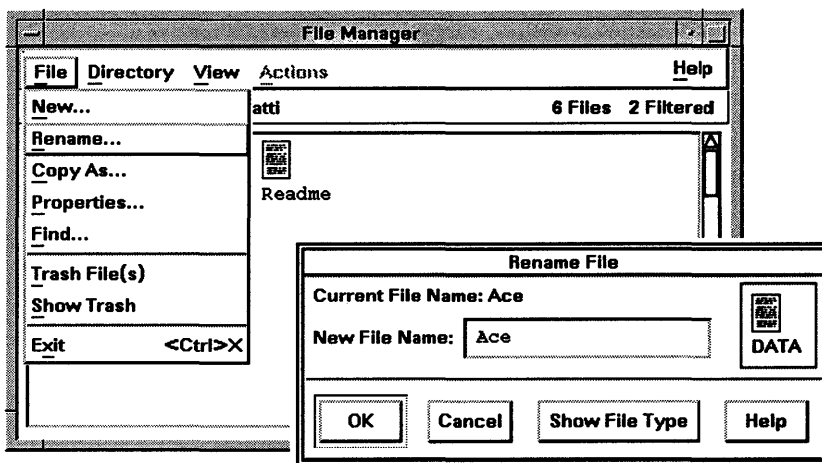 File Manager
File Directory View Actions Help
New...
atti 6 Files 2 Filtered
Rename...
Copy As...
Properties...
Find...
Trash File(s)
Show Trash
Exit <Ctrl>X
Readme
Rename File
Current File Name: Ace
New File Name: Ace
DATA
OK Cancel Show File Type Help